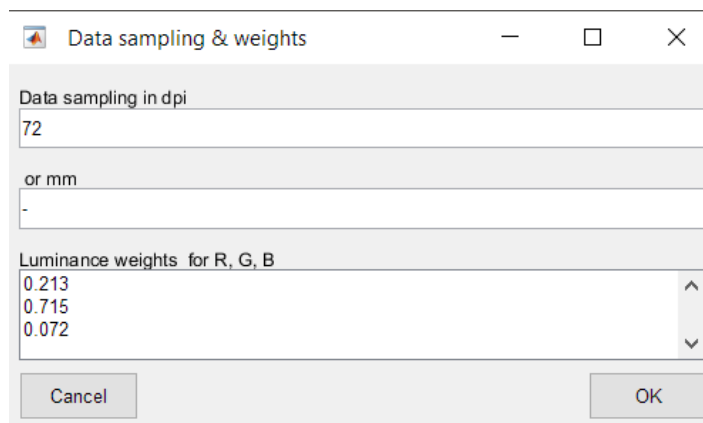 Data sampling & weights
Data sampling in dpi
72
or mm
-
Luminance weights for R, G, B
0.213
0.715
0.072
Cancel OK